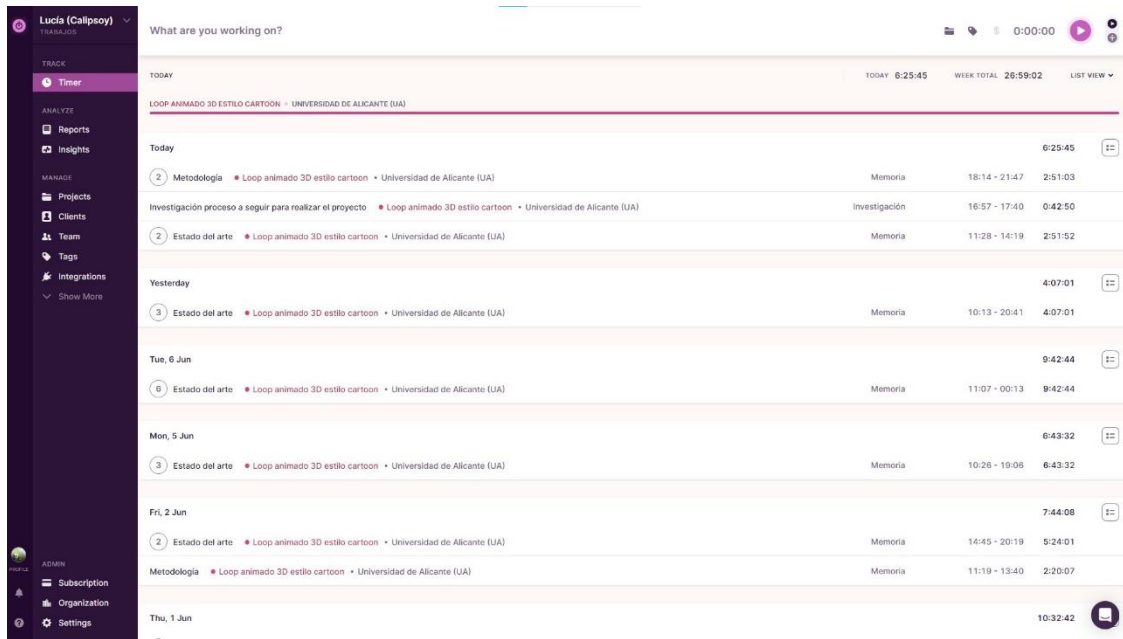 Lucía (Calipsoy)
TRABAJOS
TRACK
Timer
ANALYZE
Reports
Insights
MANAGE
Projects
Clients
Team
Tags
Integrations
Show More
PROFILE
ADMIN
Subscription
Organization
Settings
What are you working on? $ 0:00:00
TODAY TODAY 6:25:45 WEEK TOTAL 26:59:02 LIST VIEW
LOOP ANIMADO 3D ESTILO CARTOON • UNIVERSIDAD DE ALICANTE (UA)
Today 6:25:45
2 Metodología • Loop animado 3D estilo cartoon • Universidad de Alicante (UA) Memoria 18:14 - 21:47 2:51:03
Investigación proceso a seguir para realizar el proyecto • Loop animado 3D estilo cartoon • Universidad de Alicante (UA) Investigación 16:57 - 17:40 0:42:50
2 Estado del arte • Loop animado 3D estilo cartoon • Universidad de Alicante (UA) Memoria 11:28 - 14:19 2:51:52
Yesterday 4:07:01
3 Estado del arte • Loop animado 3D estilo cartoon • Universidad de Alicante (UA) Memoria 10:13 - 20:41 4:07:01
Tue, 6 Jun 9:42:44
6 Estado del arte • Loop animado 3D estilo cartoon • Universidad de Alicante (UA) Memoria 11:07 - 00:13 9:42:44
Mon, 5 Jun 6:43:32
3 Estado del arte • Loop animado 3D estilo cartoon • Universidad de Alicante (UA) Memoria 10:26 - 19:06 6:43:32
Fri, 2 Jun 7:44:08
2 Estado del arte • Loop animado 3D estilo cartoon • Universidad de Alicante (UA) Memoria 14:45 - 20:19 5:24:01
Metodología • Loop animado 3D estilo cartoon • Universidad de Alicante (UA) Memoria 11:19 - 13:40 2:20:07
Thu, 1 Jun 10:32:42